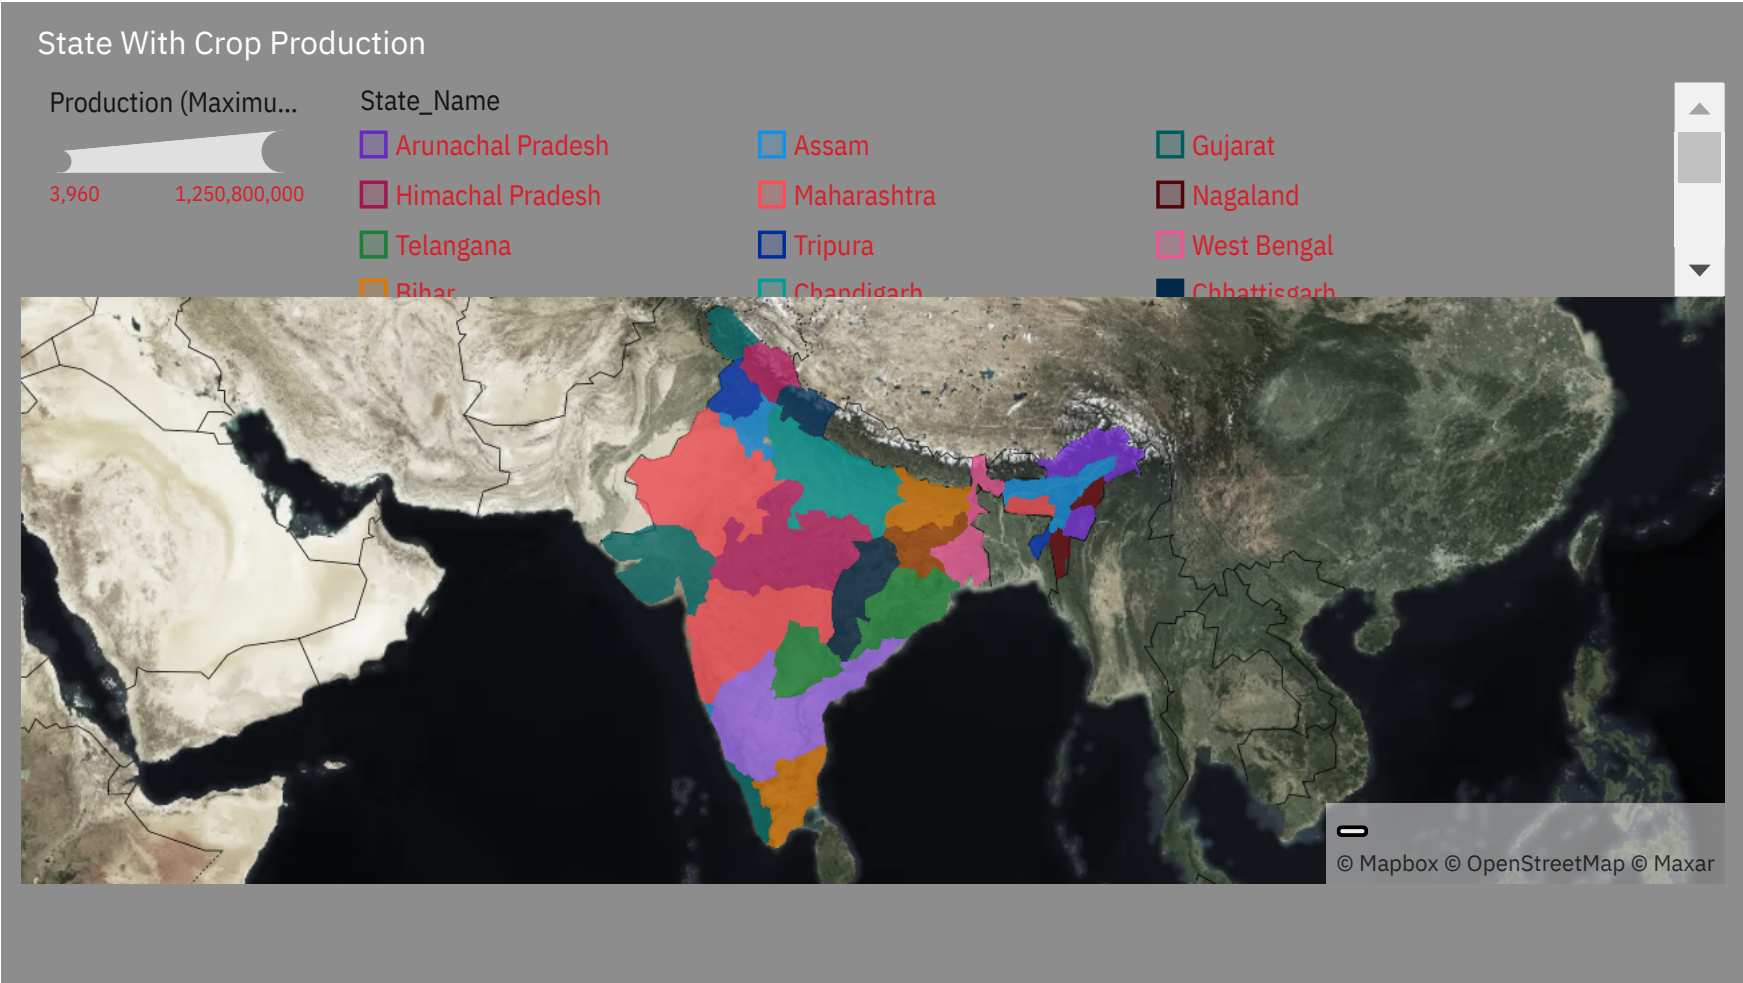 State With Crop Production
Production (Maximu...
3,960 1,250,800,000
State_Name
Arunachal Pradesh Assam Gujarat
Himachal Pradesh Maharashtra Nagaland
Telangana Tripura West Bengal
Bihar Chandigarh Chhattisgarh
© Mapbox © OpenStreetMap © Maxar